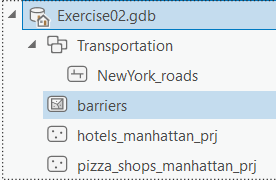 Exercise02.gdb
Transportation
NewYork_roads
barriers
hotels_manhattan_prj
pizza_shops_manhattan_prj